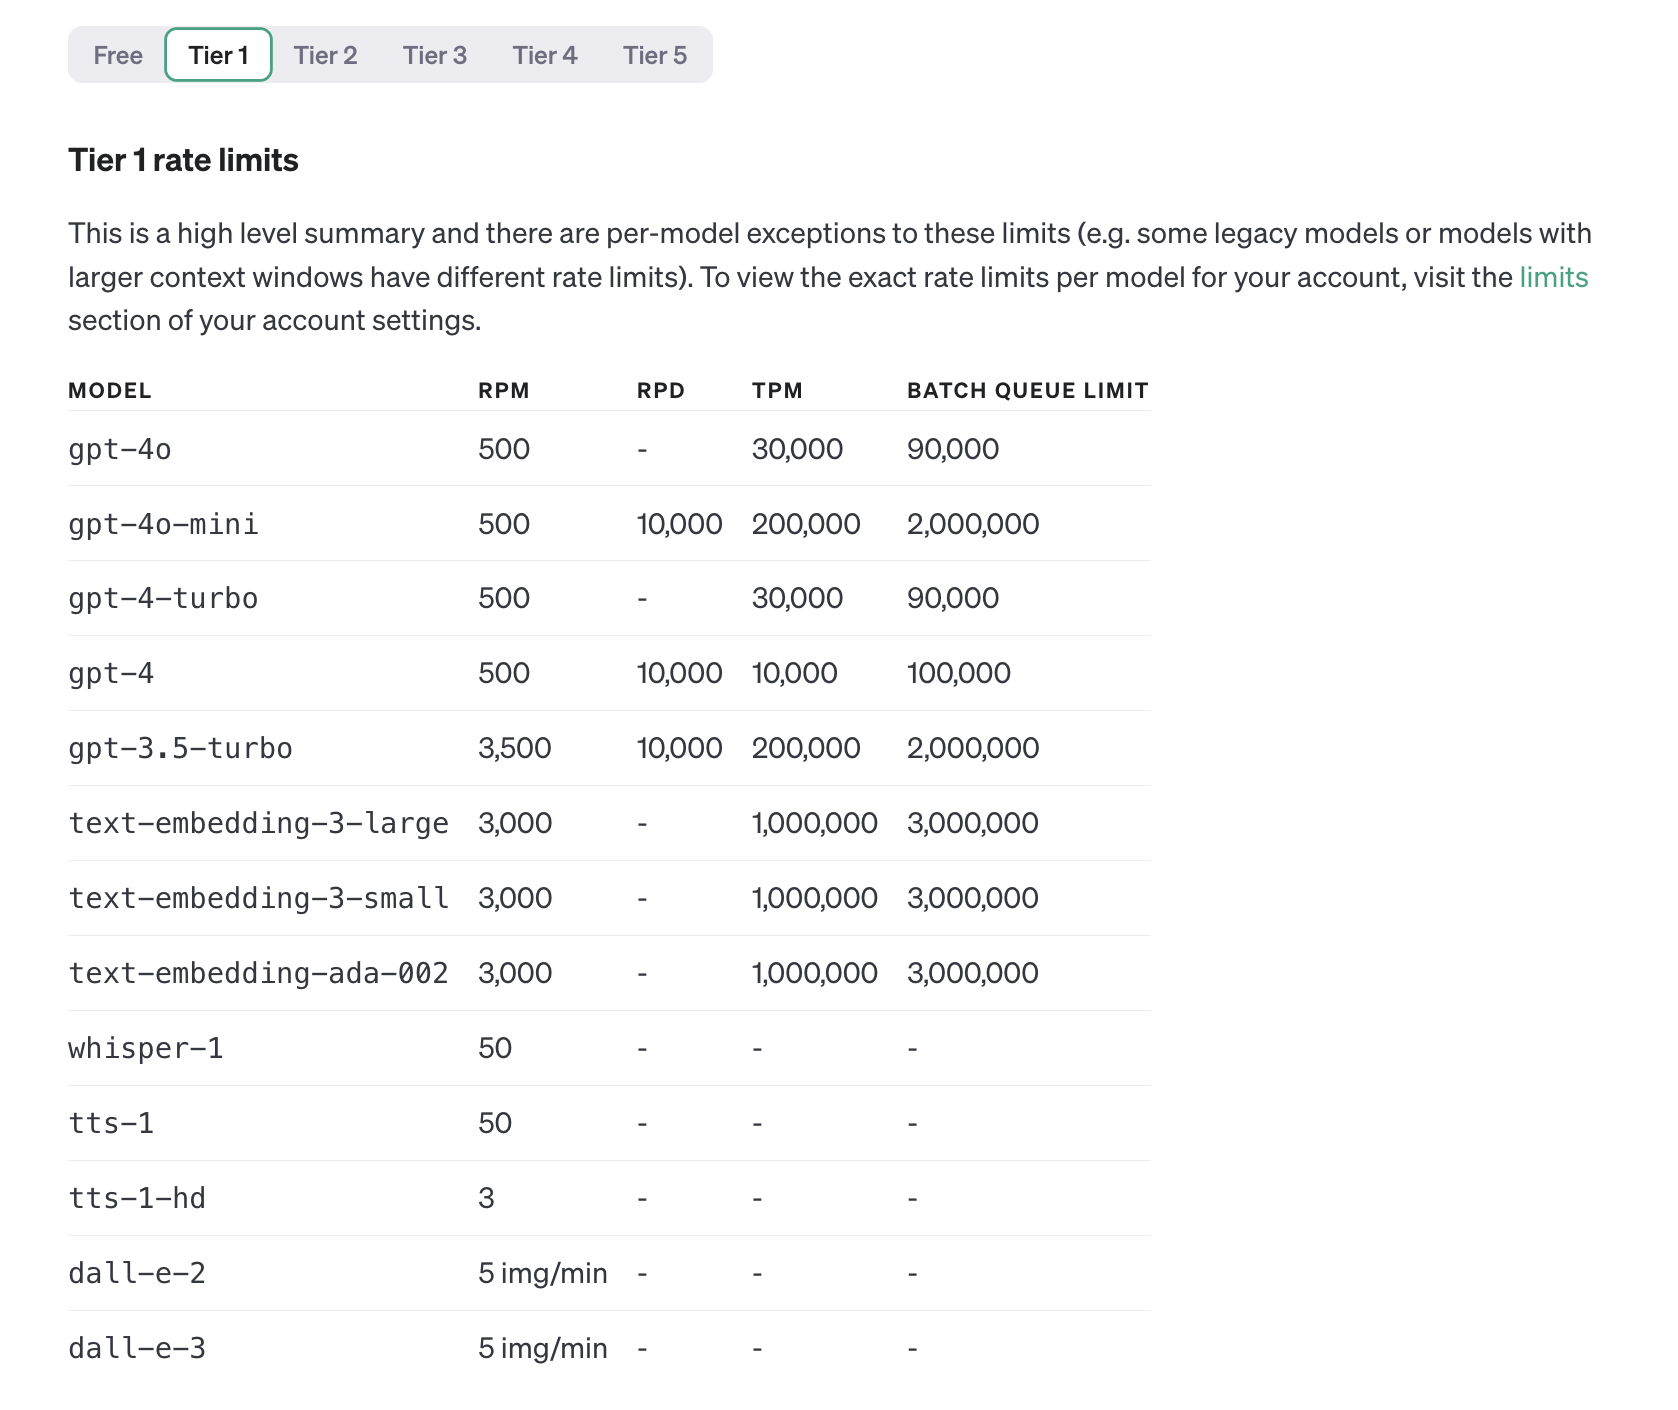 Free Tier 1 Tier 2 Tier 3 Tier 4 Tier 5
Tier 1 rate limits
This is a high level summary and there are per-model exceptions to these limits (e.g. some legacy models or models with
larger context windows have different rate limits). To view the exact rate limits per model for your account, visit the limits
section of your account settings.
MODEL RPM RPD TPM BATCH QUEUE LIMIT
gpt-4o 500 - 30,000 90,000
gpt-4o-mini 500 10,000 200,000 2,000,000
gpt-4-turbo 500 - 30,000 90,000
gpt-4 500 10,000 10,000 100,000
gpt-3.5-turbo 3,500 10,000 200,000 2,000,000
text-embedding-3-large 3,000 - 1,000,000 3,000,000
text-embedding-3-small 3,000 - 1,000,000 3,000,000
text-embedding-ada-002 3,000 - 1,000,000 3,000,000
whisper-1 50 - - -
tts-1 50 - - -
tts-1-hd 3 - - -
dall-e-2 5 img/min - - -
dall-e-3 5 img/min - - -